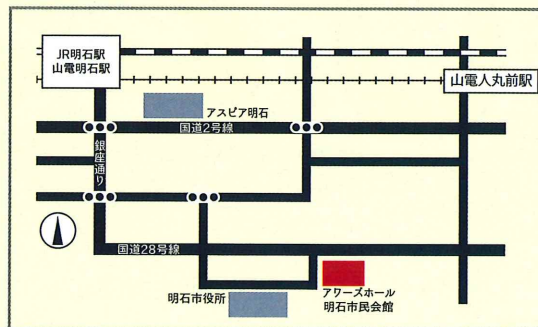 JR明石駅
山電明石駅
山電人丸前駅
アスピア明石
国道2号線
銀座通り
国道28号線
明石市役所
アワーズホール
明石市民会館